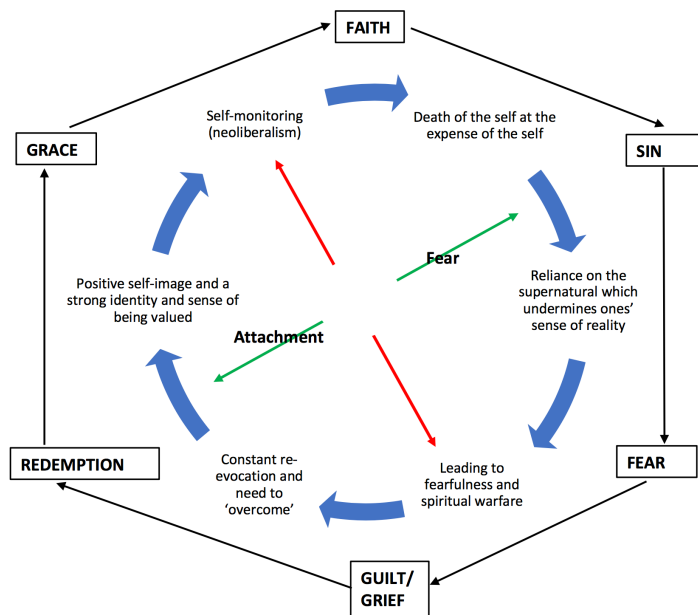 FAITH
Self-monitoring
(neoliberalism)
Death of the self at the
expense of the self
GRACE
SIN
Fear
Positive self-image and a
strong identity and sense of
being valued
Reliance on the
supernatural which
undermines ones’
sense of reality
Attachment
REDEMPTION
FEAR
Constant re-
evocation and
need to
‘overcome’
Leading to
fearfulness and
spiritual warfare
GUILT/
GRIEF